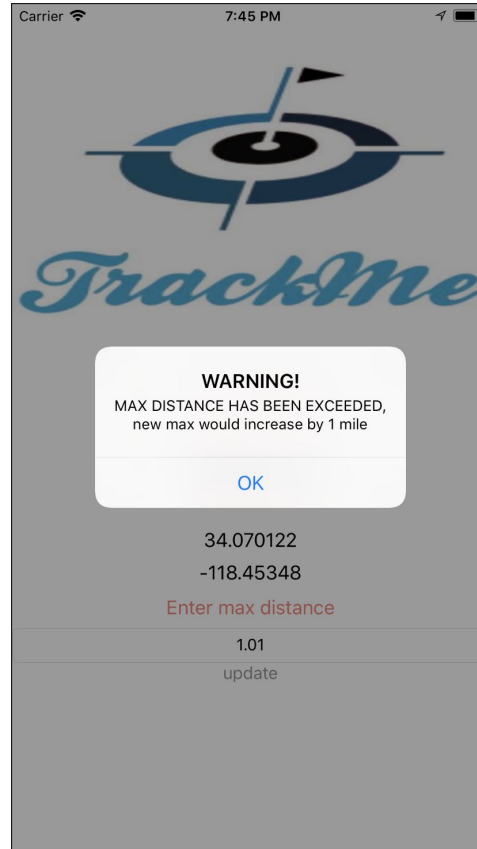 Carrier
7:45 PM
TrackMe
WARNING!
MAX DISTANCE HAS BEEN EXCEEDED,
new max would increase by 1 mile
OK
34.070122
-118.45348
Enter max distance
1.01
update